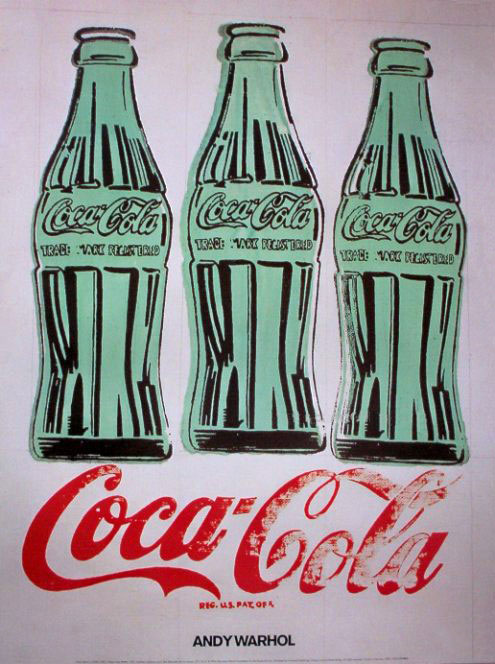 Coca-Cola Coca-Cola Coca-Cola
TRADE MARK REGISTERED TRADE MARK REGISTERED TRADE MARK REGISTERED
Coca-Cola
REG. U.S. PAT. OFF.
ANDY WARHOL